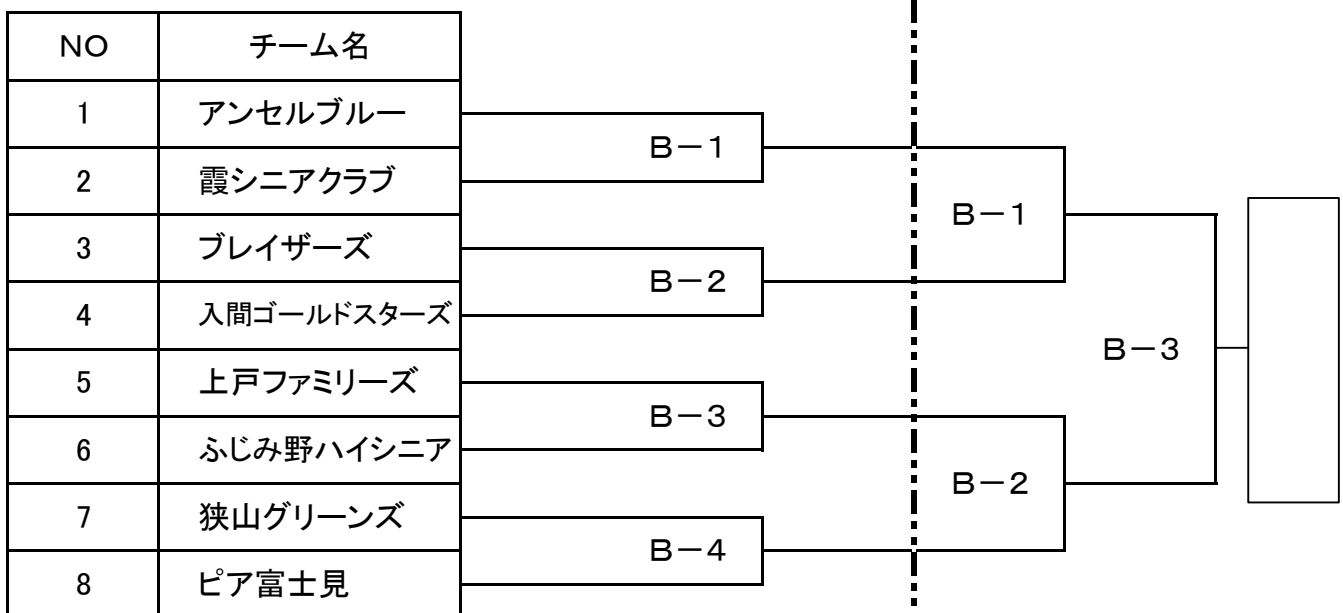 NO チーム名
1 アンセルブルー
B－1
2 霞シニアクラブ
B－1
3 ブレイザーズ
B－2
4 入間ゴールドスターズ
B－3
5 上戸ファミリーズ
B－3
6 ふじみ野ハイシニア
B－2
7 狭山グリーンズ
B－4
8 ピア富士見